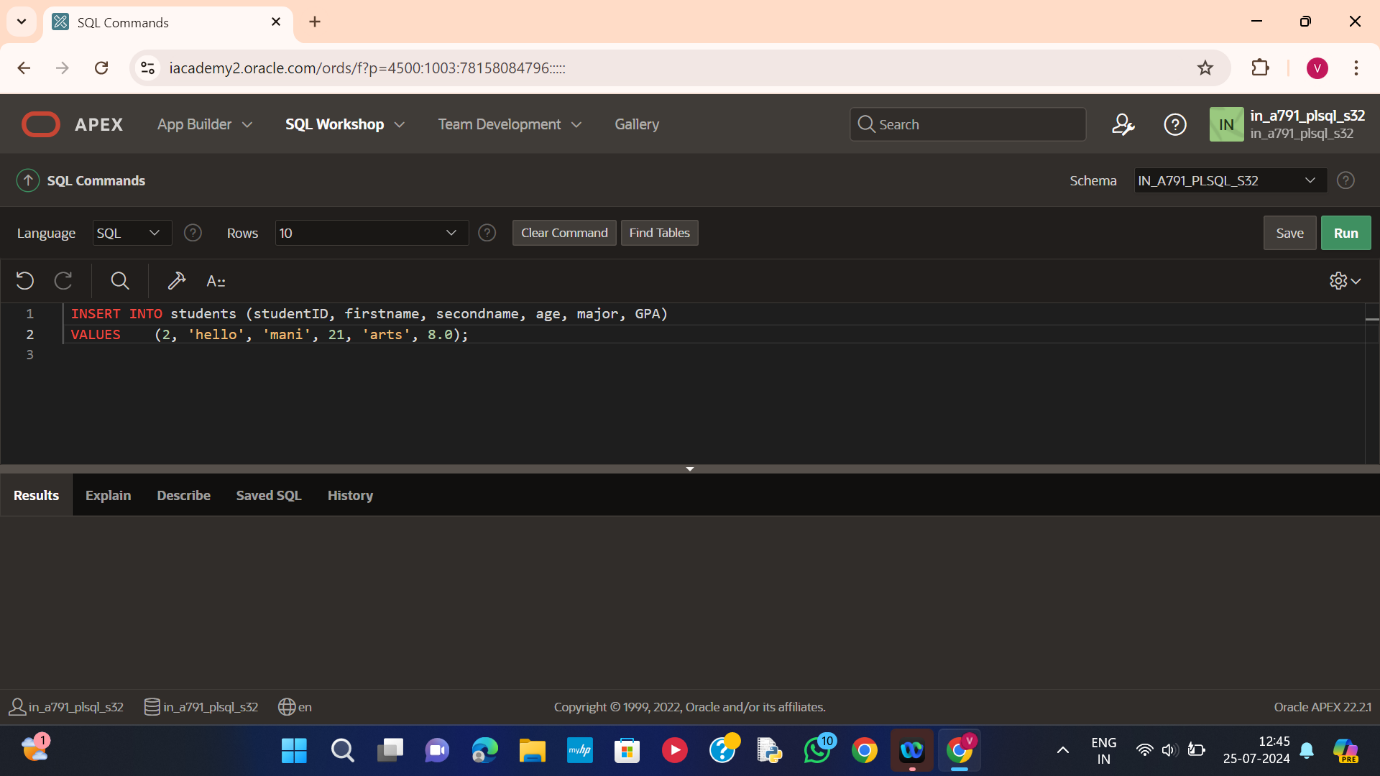 SQL Commands
iacademy2.oracle.com/ords/f?p=4500:1003:78158084796:::::
V
APEX App Builder SQL Workshop Team Development Gallery Search IN in_a791_plsql_s32
in_a791_plsql_s32
SQL Commands Schema IN_A791_PLSQL_S32
Language SQL Rows 10 Clear Command Find Tables Save Run
A::
1 INSERT INTO students (studentID, firstname, secondname, age, major, GPA)
2 VALUES (2, 'hello', 'mani', 21, 'arts', 8.0);
3
Results Explain Describe Saved SQL History
in_a791_plsql_s32 in_a791_plsql_s32 en Copyright © 1999, 2022, Oracle and/or its affiliates. Oracle APEX 22.2.1
1 myhp 10 V ENG 12:45
IN 25-07-2024 PRE